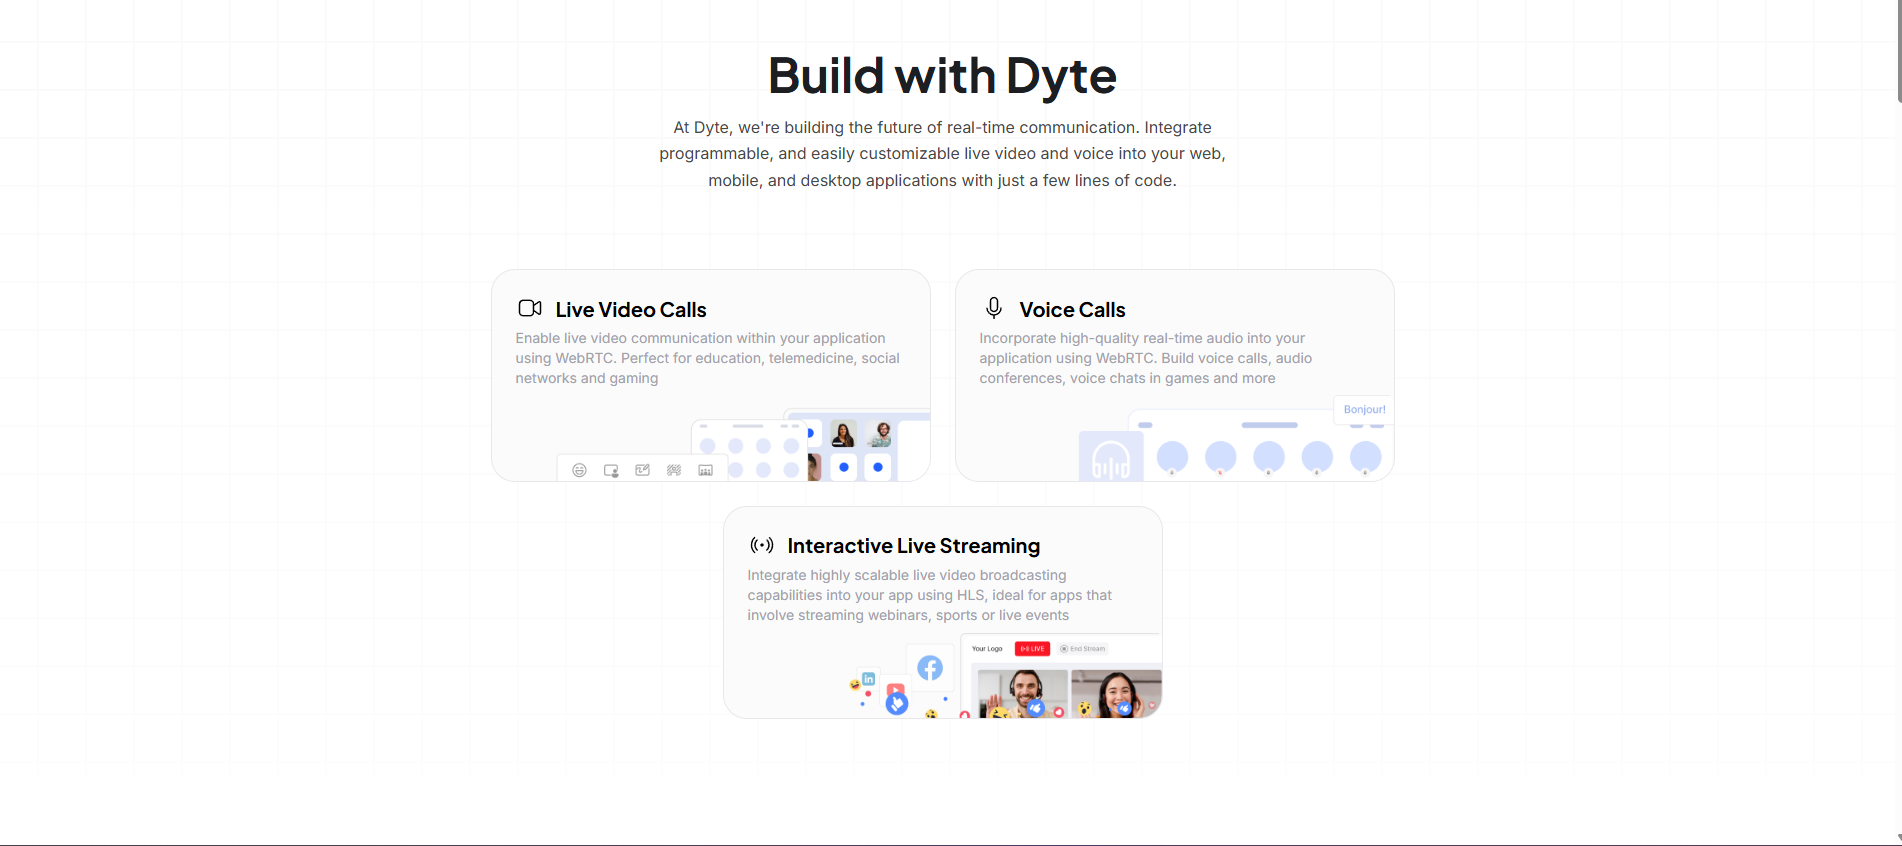 Build with Dyte
At Dyte, we're building the future of real-time communication. Integrate
programmable, and easily customizable live video and voice into your web,
mobile, and desktop applications with just a few lines of code.
Live Video Calls
Enable live video communication within your application
using WebRTC. Perfect for education, telemedicine, social
networks and gaming
Voice Calls
Incorporate high-quality real-time audio into your
application using WebRTC. Build voice calls, audio
conferences, voice chats in games and more
Bonjour!
Interactive Live Streaming
Integrate highly scalable live video broadcasting
capabilities into your app using HLS, ideal for apps that
involve streaming webinars, sports or live events
Your Logo
LIVE
End Stream
in